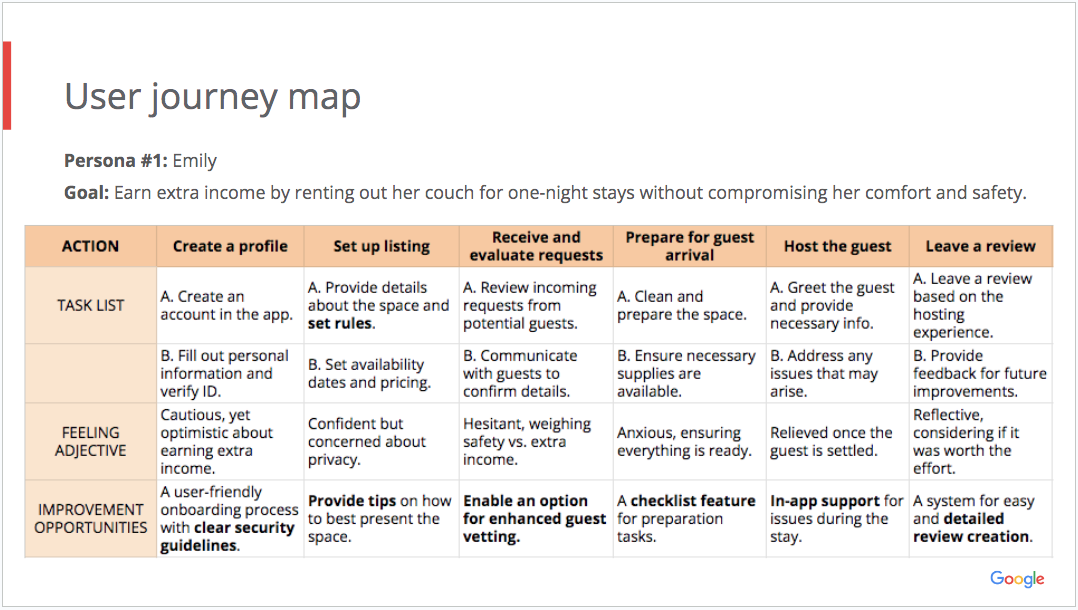 User journey map
Persona #1: Emily
Goal: Earn extra income by renting out her couch for one-night stays without compromising her comfort and safety.
ACTION
Create a profile
Set up listing
Receive and
evaluate requests
Prepare for guest
arrival
Host the guest
Leave a review
TASK LIST
A. Create an
account in the app.
A. Provide details
about the space and
set rules.
A. Review incoming
requests from
potential guests.
A. Clean and
prepare the space.
A. Greet the guest
and provide
necessary info.
A. Leave a review
based on the
hosting
experience.
B. Fill out personal
information and
verify ID.
B. Set availability
dates and pricing.
B. Communicate
with guests to
confirm details.
B. Ensure necessary
supplies are
available.
B. Address any
issues that may
arise.
B. Provide
feedback for future
improvements.
FEELING
ADJECTIVE
Cautious, yet
optimistic about
earning extra
income.
Confident but
concerned about
privacy.
Hesitant, weighing
safety vs. extra
income.
Anxious, ensuring
everything is ready.
Relieved once the
guest is settled.
Reflective,
considering if it
was worth the
effort.
IMPROVEMENT
OPPORTUNITIES
A user-friendly
onboarding process
with clear security
guidelines.
Provide tips on how
to best present the
space.
Enable an option
for enhanced guest
vetting.
A checklist feature
for preparation
tasks.
In-app support for
issues during the
stay.
A system for easy
and detailed
review creation.
Google